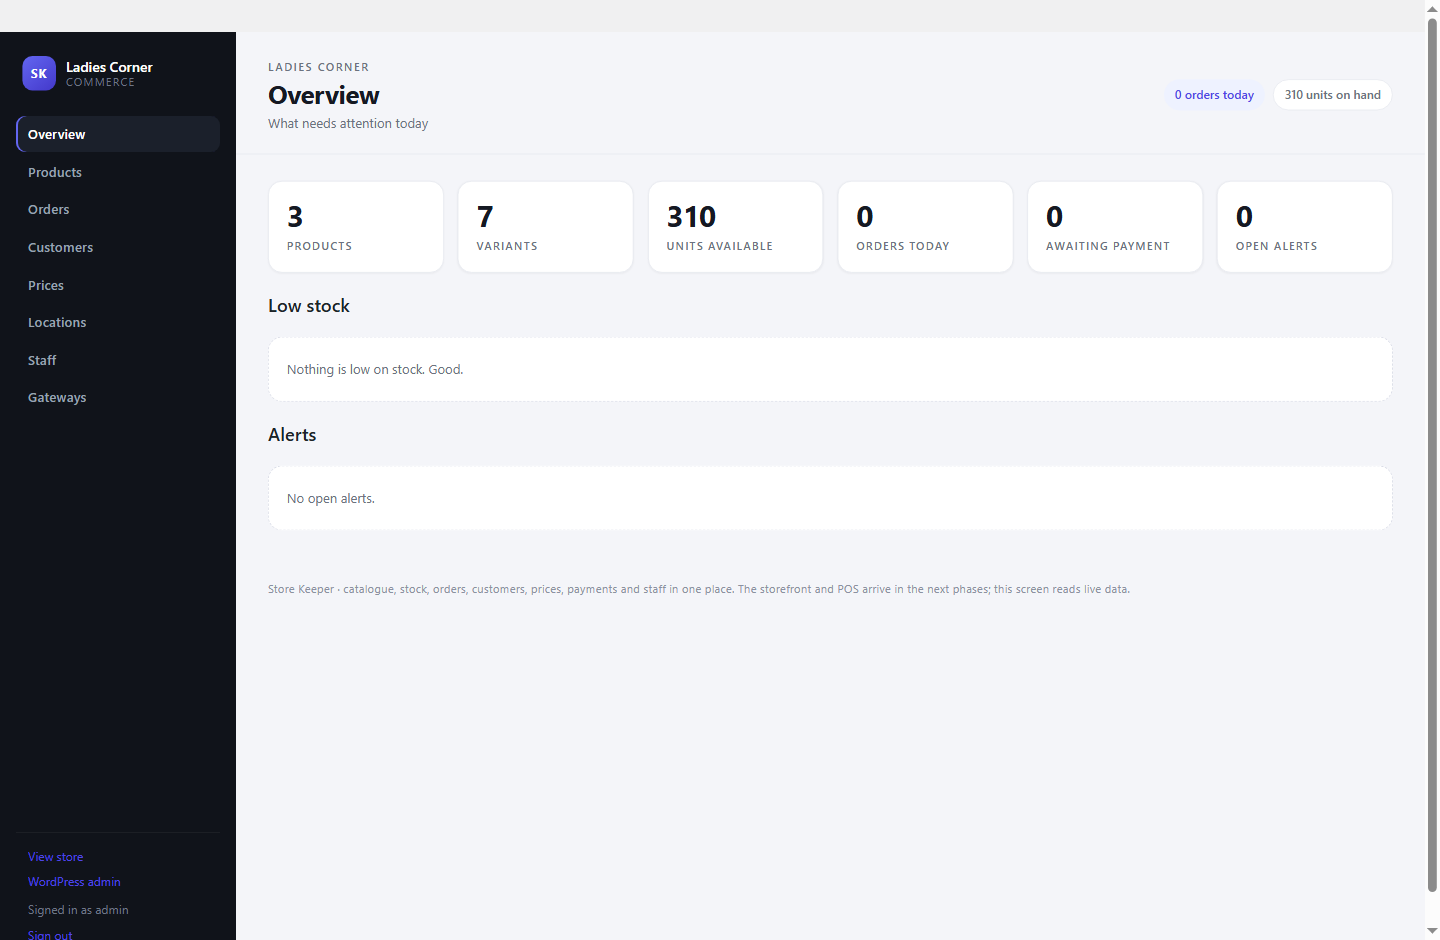 SK
Ladies Corner
COMMERCE
Overview
Products
Orders
Customers
Prices
Locations
Staff
Gateways
View store
WordPress admin
Signed in as admin
Sign out
LADIES CORNER
Overview
What needs attention today
0 orders today
310 units on hand
3
PRODUCTS
7
VARIANTS
310
UNITS AVAILABLE
0
ORDERS TODAY
0
AWAITING PAYMENT
0
OPEN ALERTS
Low stock
Nothing is low on stock. Good.
Alerts
No open alerts.
Store Keeper · catalogue, stock, orders, customers, prices, payments and staff in one place. The storefront and POS arrive in the next phases; this screen reads live data.